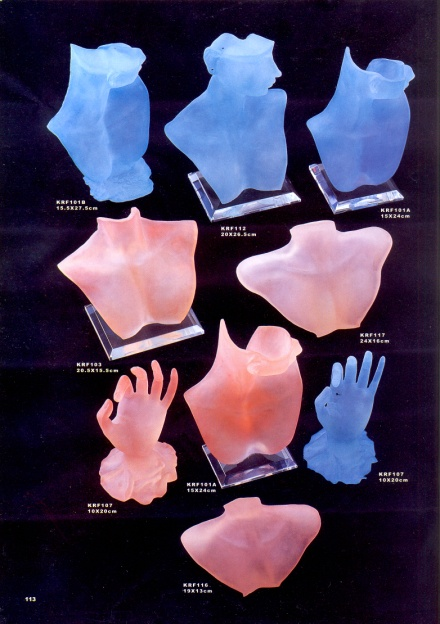 KRF101B
15.5X27.5cm
KRF112
20X26.5cm
KRF101A
15X24cm
KRF103
20.5X15.5cm
KRF117
24X16cm
KRF107
10X20cm
KRF101A
15X24cm
KRF107
10X20cm
KRF116
19X13cm
113